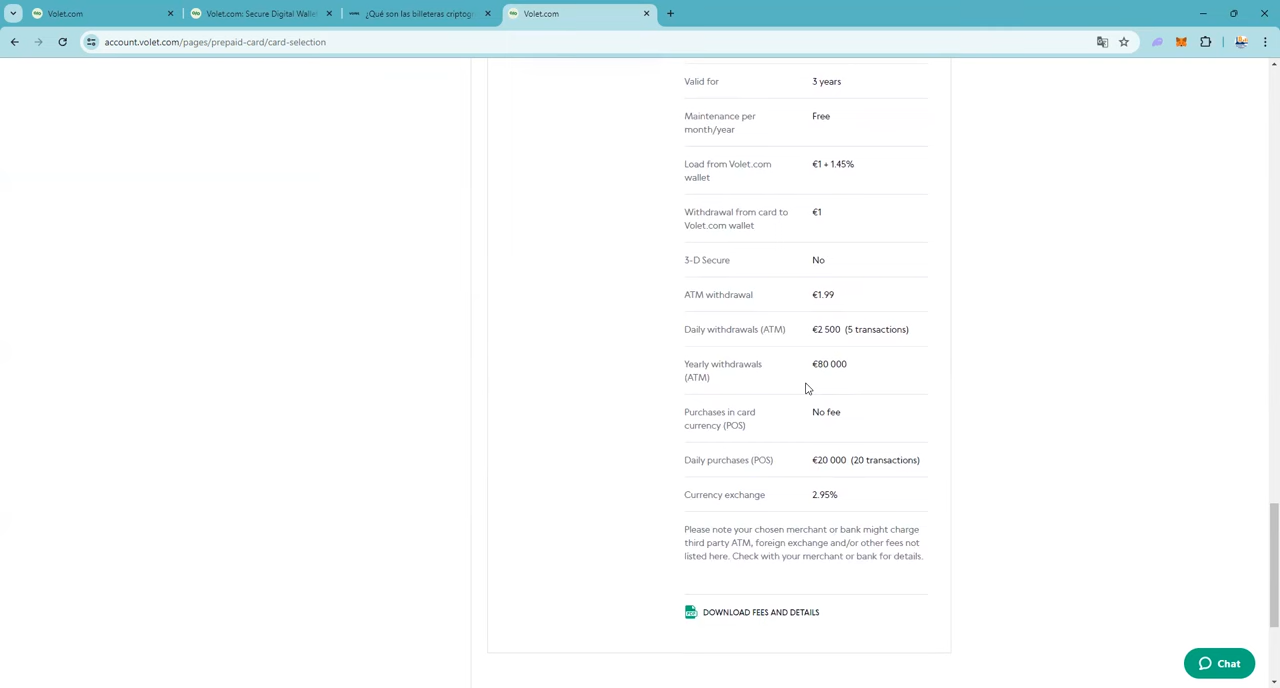 Volet.com
Volet.com: Secure Digital Walle
¿Qué son las billeteras criptog
Volet.com
account.volet.com/pages/prepaid-card/card-selection
Valid for 3 years
Maintenance per month/year Free
Load from Volet.com wallet €1 + 1.45%
Withdrawal from card to Volet.com wallet €1
3-D Secure No
ATM withdrawal €1.99
Daily withdrawals (ATM) €2 500 (5 transactions)
Yearly withdrawals (ATM) €80 000
Purchases in card currency (POS) No fee
Daily purchases (POS) €20 000 (20 transactions)
Currency exchange 2.95%
Please note your chosen merchant or bank might charge
third party ATM, foreign exchange and/or other fees not
listed here. Check with your merchant or bank for details.
PDF DOWNLOAD FEES AND DETAILS
Chat